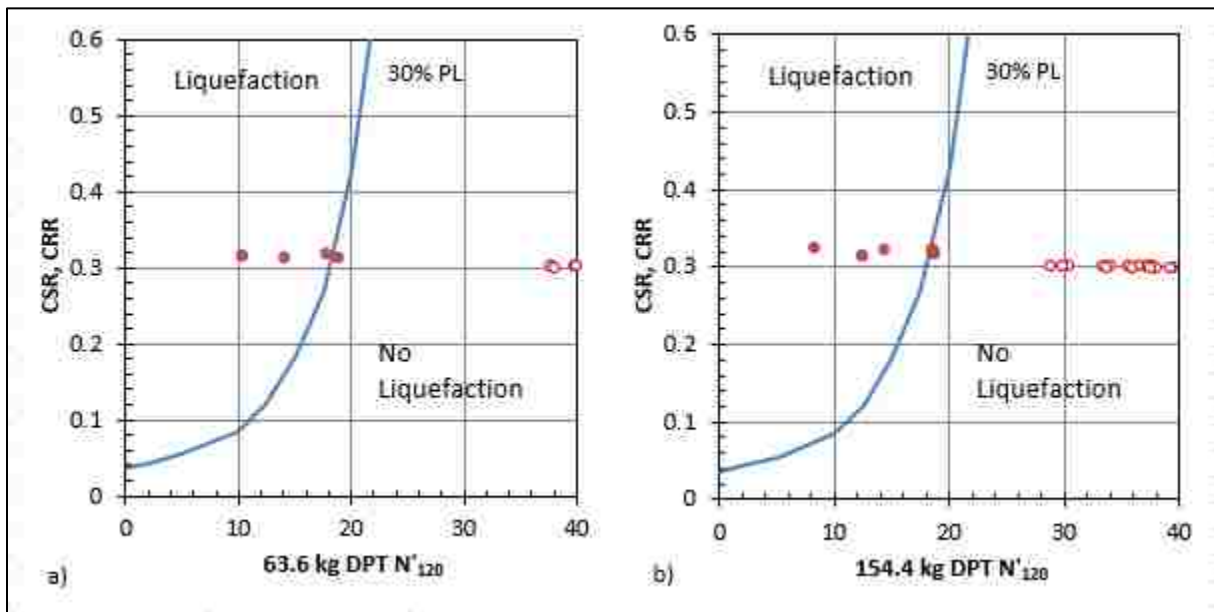 0.6
0.5
0.4
0.3
0.2
0.1
0
CSR, CRR
Liquefaction
30% PL
No
Liquefaction
0 10 20 30 40
63.6 kg DPT N'120
a)
0.6
0.5
0.4
0.3
0.2
0.1
0
CSR, CRR
Liquefaction
30% PL
No
Liquefaction
0 10 20 30 40
154.4 kg DPT N'120
b)